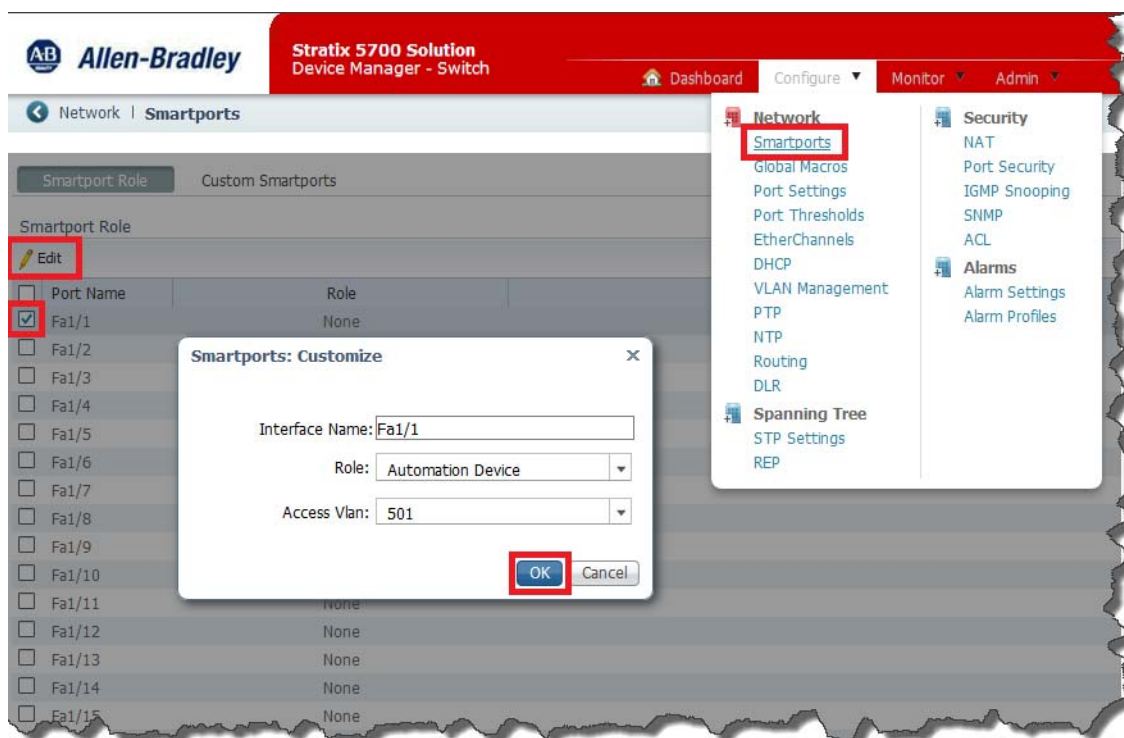 AB Allen-Bradley
Stratix 5700 Solution
Device Manager - Switch
Dashboard Configure Monitor Admin
Network | Smartports
Smartport Role Custom Smartports
Smartport Role
Edit
Port Name Role
Fa1/1 None
Fa1/2
Fa1/3
Fa1/4
Fa1/5
Fa1/6
Fa1/7
Fa1/8
Fa1/9
Fa1/10
Fa1/11 None
Fa1/12 None
Fa1/13 None
Fa1/14 None
Fa1/15 None
Smartports: Customize
Interface Name: Fa1/1
Role: Automation Device
Access Vlan: 501
OK Cancel
Network
Smartports
Global Macros
Port Settings
Port Thresholds
EtherChannels
DHCP
VLAN Management
PTP
NTP
Routing
DLR
Spanning Tree
STP Settings
REP
Security
NAT
Port Security
IGMP Snooping
SNMP
ACL
Alarms
Alarm Settings
Alarm Profiles